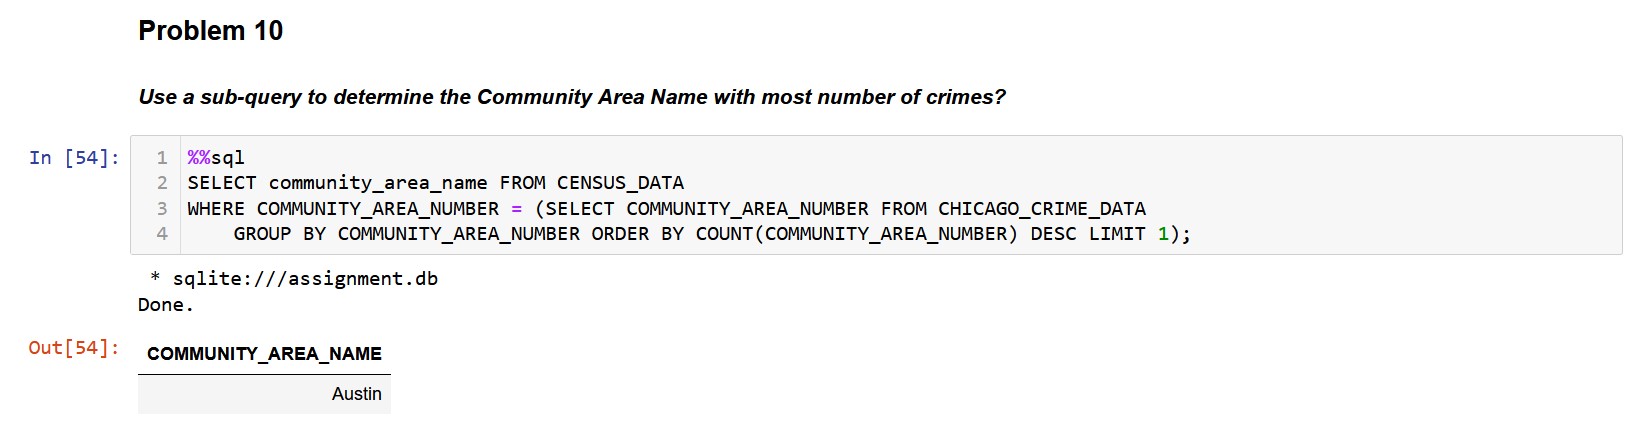 Problem 10
Use a sub-query to determine the Community Area Name with most number of crimes?
In [54]:
1 %%sql
2 SELECT community_area_name FROM CENSUS_DATA
3 WHERE COMMUNITY_AREA_NUMBER = (SELECT COMMUNITY_AREA_NUMBER FROM CHICAGO_CRIME_DATA
4     GROUP BY COMMUNITY_AREA_NUMBER ORDER BY COUNT(COMMUNITY_AREA_NUMBER) DESC LIMIT 1);
* sqlite:///assignment.db
Done.
Out[54]:
COMMUNITY_AREA_NAME
Austin